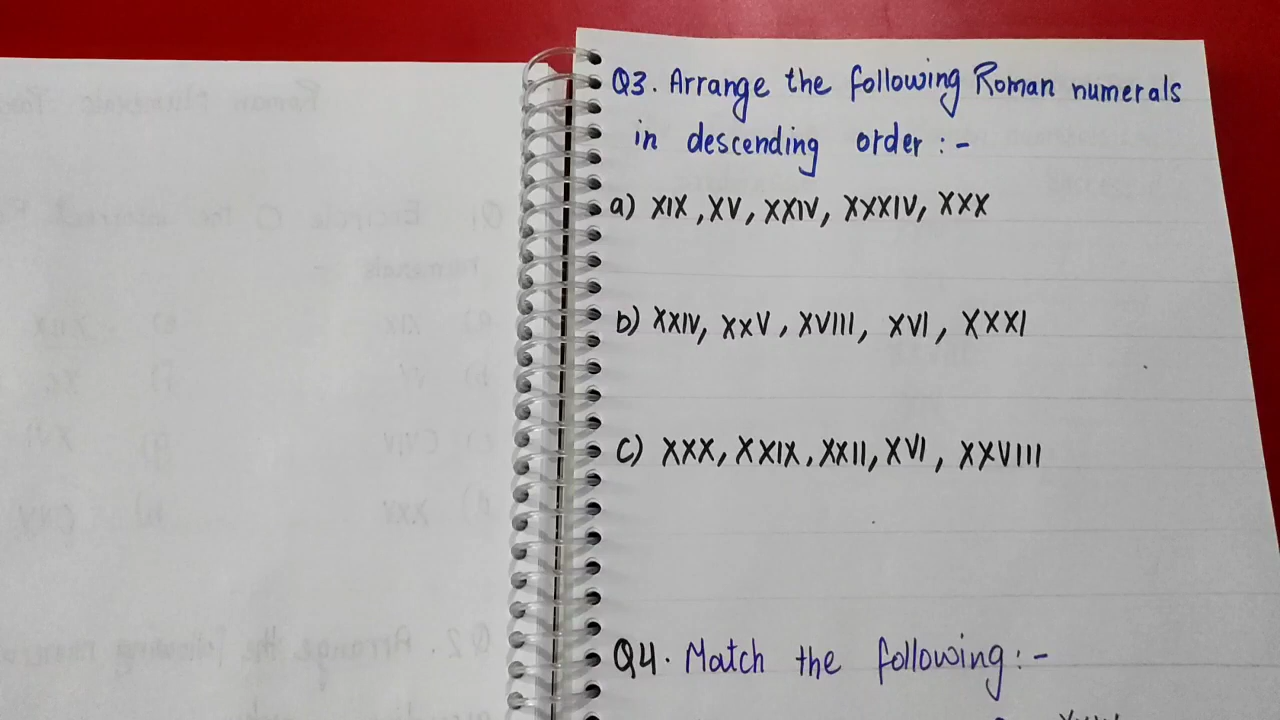 Q3. Arrange the following Roman numerals
in descending order :-
a) XIX, XV, XXIV, XXXIV, XXX
b) XXIV, XXV, XVIII, XVI, XXXI
c) XXX, XXIX, XXII, XVI, XXVIII
Q4. Match the following :-